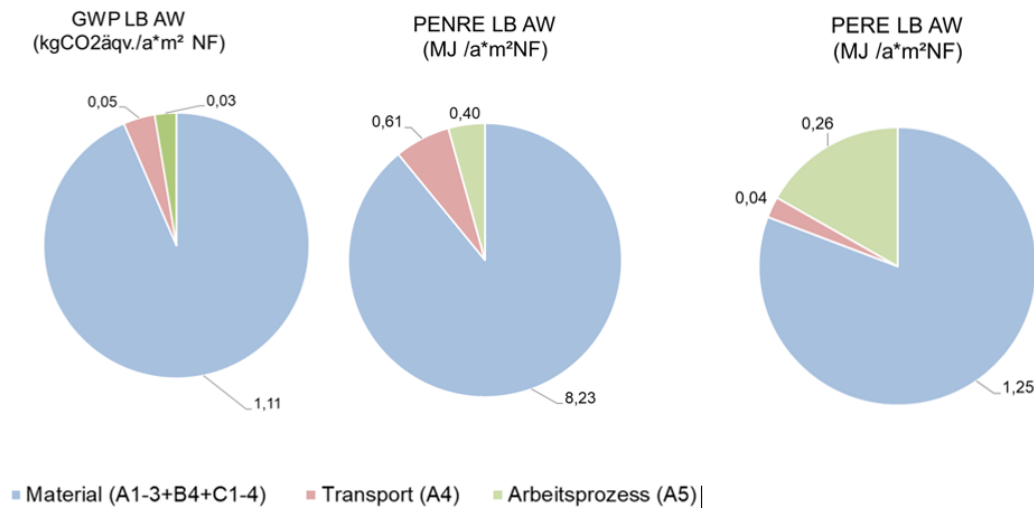 GWP LB AW
(kgCO2äqv./a*m² NF)
0,05
0,03
1,11
PENRE LB AW
(MJ /a*m²NF)
0,61
0,40
8,23
PERE LB AW
(MJ /a*m²NF)
0,26
0,04
1,25
Material (A1-3+B4+C1-4)
Transport (A4)
Arbeitsprozess (A5)